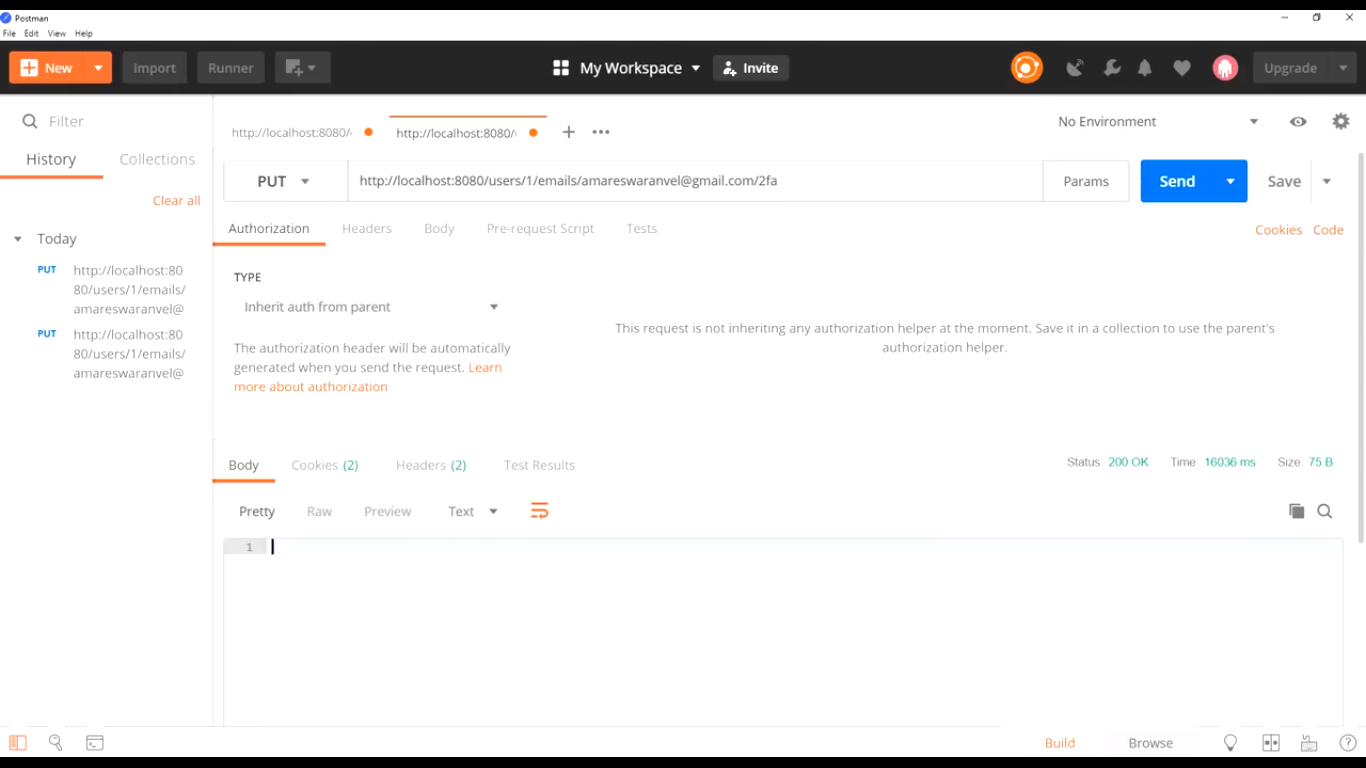 Postman
File Edit View Help
New Import Runner My Workspace Invite Upgrade
Filter
History Collections
Clear all
Today
PUT http://localhost:80
80/users/1/emails/
amareswaranvel@
PUT http://localhost:80
80/users/1/emails/
amareswaranvel@
http://localhost:8080/ http://localhost:8080/ No Environment
PUT http://localhost:8080/users/1/emails/amareswaranvel@gmail.com/2fa Params Send Save
Authorization Headers Body Pre-request Script Tests Cookies Code
TYPE
Inherit auth from parent
The authorization header will be automatically
generated when you send the request. Learn
more about authorization
This request is not inheriting any authorization helper at the moment. Save it in a collection to use the parent's
authorization helper.
Body Cookies (2) Headers (2) Test Results Status 200 OK Time 16036 ms Size 75 B
Pretty Raw Preview Text
1
Build Browse